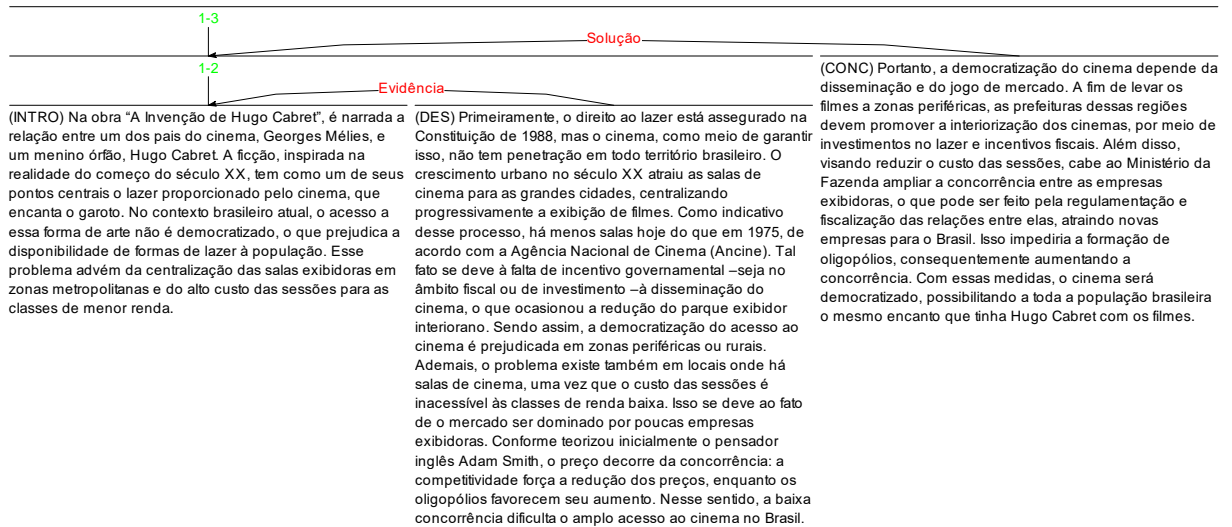 1-3
Solução
1-2
Evidência
(INTRO) Na obra “A Invenção de Hugo Cabret”, é narrada a
relação entre um dos pais do cinema, Georges Mélies, e
um menino órfão, Hugo Cabret. A ficção, inspirada na
realidade do começo do século XX, tem como um de seus
pontos centrais o lazer proporcionado pelo cinema, que
encanta o garoto. No contexto brasileiro atual, o acesso a
essa forma de arte não é democratizado, o que prejudica a
disponibilidade de formas de lazer à população. Esse
problema advém da centralização das salas exibidoras em
zonas metropolitanas e do alto custo das sessões para as
classes de menor renda.
(DES) Primeiramente, o direito ao lazer está assegurado na
Constituição de 1988, mas o cinema, como meio de garantir
isso, não tem penetração em todo território brasileiro. O
crescimento urbano no século XX atraiu as salas de
cinema para as grandes cidades, centralizando
progressivamente a exibição de filmes. Como indicativo
desse processo, há menos salas hoje do que em 1975, de
acordo com a Agência Nacional de Cinema (Ancine). Tal
fato se deve à falta de incentivo governamental –seja no
âmbito fiscal ou de investimento –à disseminação do
cinema, o que ocasionou a redução do parque exibidor
interiorano. Sendo assim, a democratização do acesso ao
cinema é prejudicada em zonas periféricas ou rurais.
Ademais, o problema existe também em locais onde há
salas de cinema, uma vez que o custo das sessões é
inacessível às classes de renda baixa. Isso se deve ao fato
de o mercado ser dominado por poucas empresas
exibidoras. Conforme teorizou inicialmente o pensador
inglês Adam Smith, o preço decorre da concorrência: a
competitividade força a redução dos preços, enquanto os
oligopólios favorecem seu aumento. Nesse sentido, a baixa
concorrência dificulta o amplo acesso ao cinema no Brasil.
(CONC) Portanto, a democratização do cinema depende da
disseminação e do jogo de mercado. A fim de levar os
filmes a zonas periféricas, as prefeituras dessas regiões
devem promover a interiorização dos cinemas, por meio de
investimentos no lazer e incentivos fiscais. Além disso,
visando reduzir o custo das sessões, cabe ao Ministério da
Fazenda ampliar a concorrência entre as empresas
exibidoras, o que pode ser feito pela regulamentação e
fiscalização das relações entre elas, atraindo novas
empresas para o Brasil. Isso impediria a formação de
oligopólios, consequentemente aumentando a
concorrência. Com essas medidas, o cinema será
democratizado, possibilitando a toda a população brasileira
o mesmo encanto que tinha Hugo Cabret com os filmes.